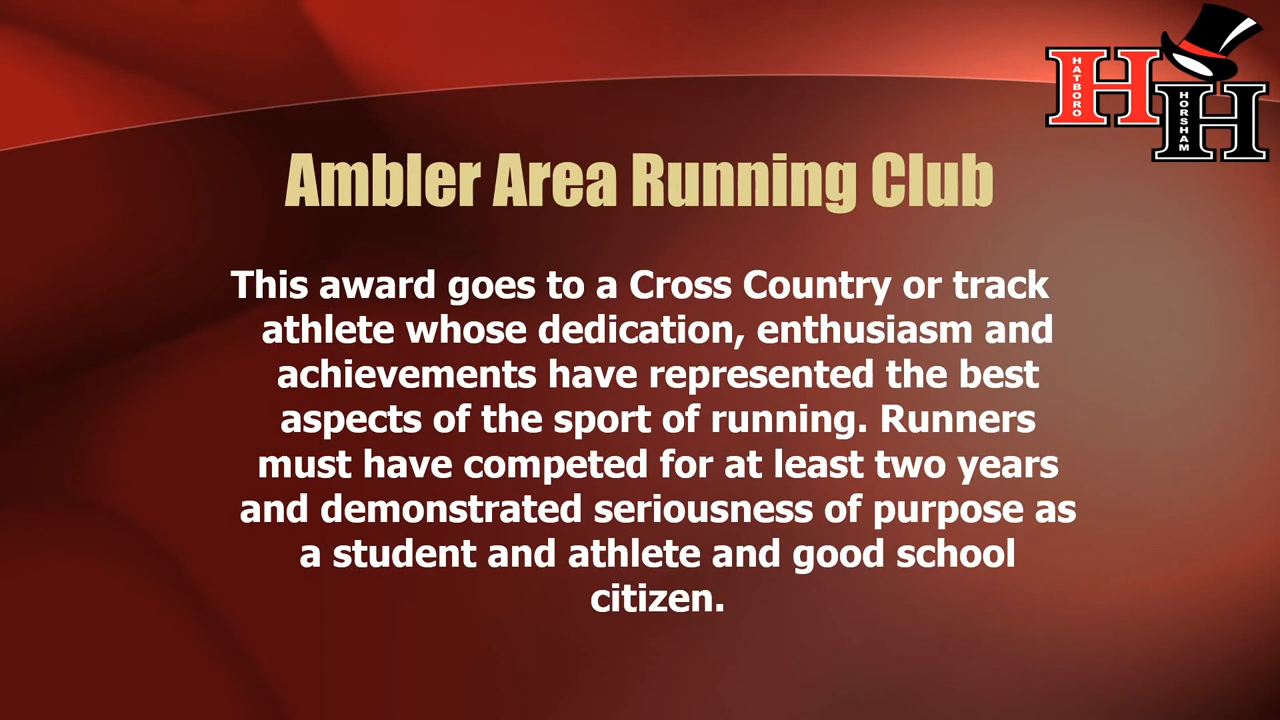 HATBORO
HORSHAM
Ambler Area Running Club
This award goes to a Cross Country or track
athlete whose dedication, enthusiasm and
achievements have represented the best
aspects of the sport of running. Runners
must have competed for at least two years
and demonstrated seriousness of purpose as
a student and athlete and good school
citizen.